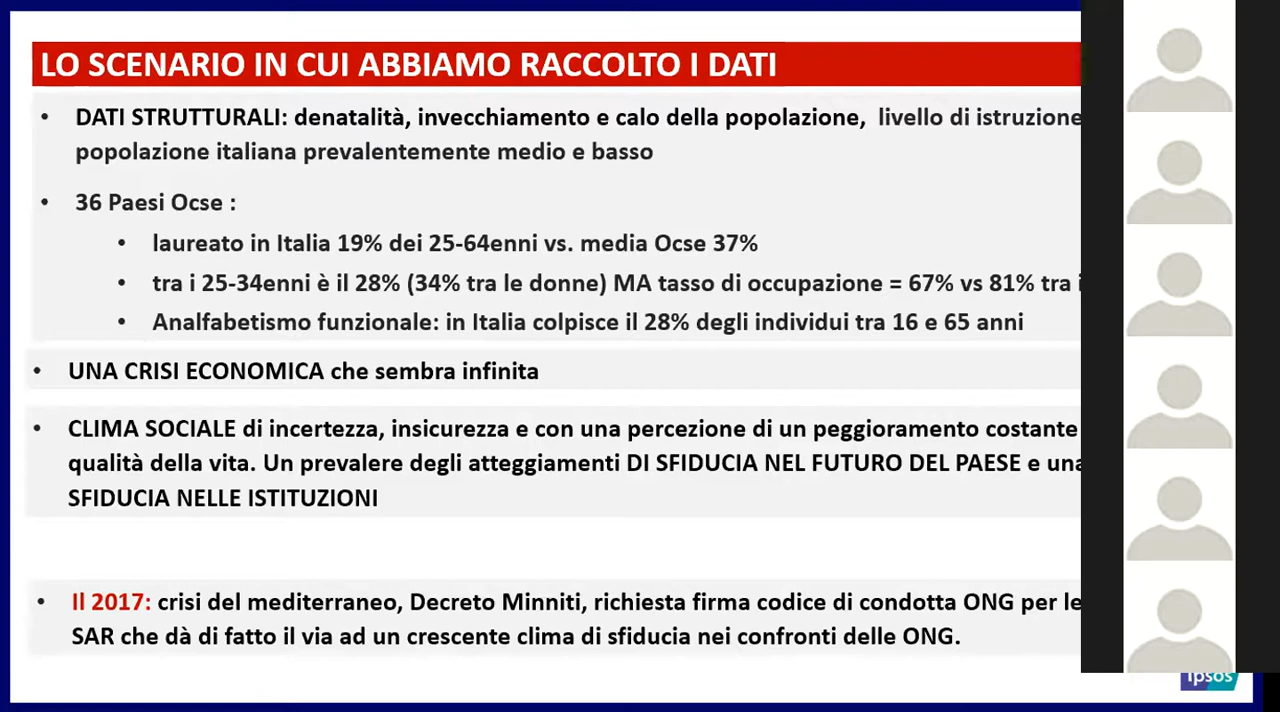 LO SCENARIO IN CUI ABBIAMO RACCOLTO I DATI
• DATI STRUTTURALI: denatalità, invecchiamento e calo della popolazione, livello di istruzione
popolazione italiana prevalentemente medio e basso
• 36 Paesi Ocse :
• laureato in Italia 19% dei 25-64enni vs. media Ocse 37%
• tra i 25-34enni è il 28% (34% tra le donne) MA tasso di occupazione = 67% vs 81% tra
• Analfabetismo funzionale: in Italia colpisce il 28% degli individui tra 16 e 65 anni
• UNA CRISI ECONOMICA che sembra infinita
• CLIMA SOCIALE di incertezza, insicurezza e con una percezione di un peggioramento costante
qualità della vita. Un prevalere degli atteggiamenti DI SFIDUCIA NEL FUTURO DEL PAESE e una
SFIDUCIA NELLE ISTITUZIONI
• Il 2017: crisi del mediterraneo, Decreto Minniti, richiesta firma codice di condotta ONG per le
SAR che dà di fatto il via ad un crescente clima di sfiducia nei confronti delle ONG.
Ipsos